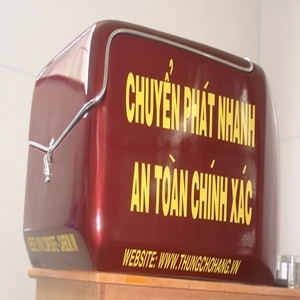 CHUYỂN PHÁT NHANH
AN TOÀN CHÍNH XÁC
WEBSITE: WWW.THUNGCHOHANG.VN